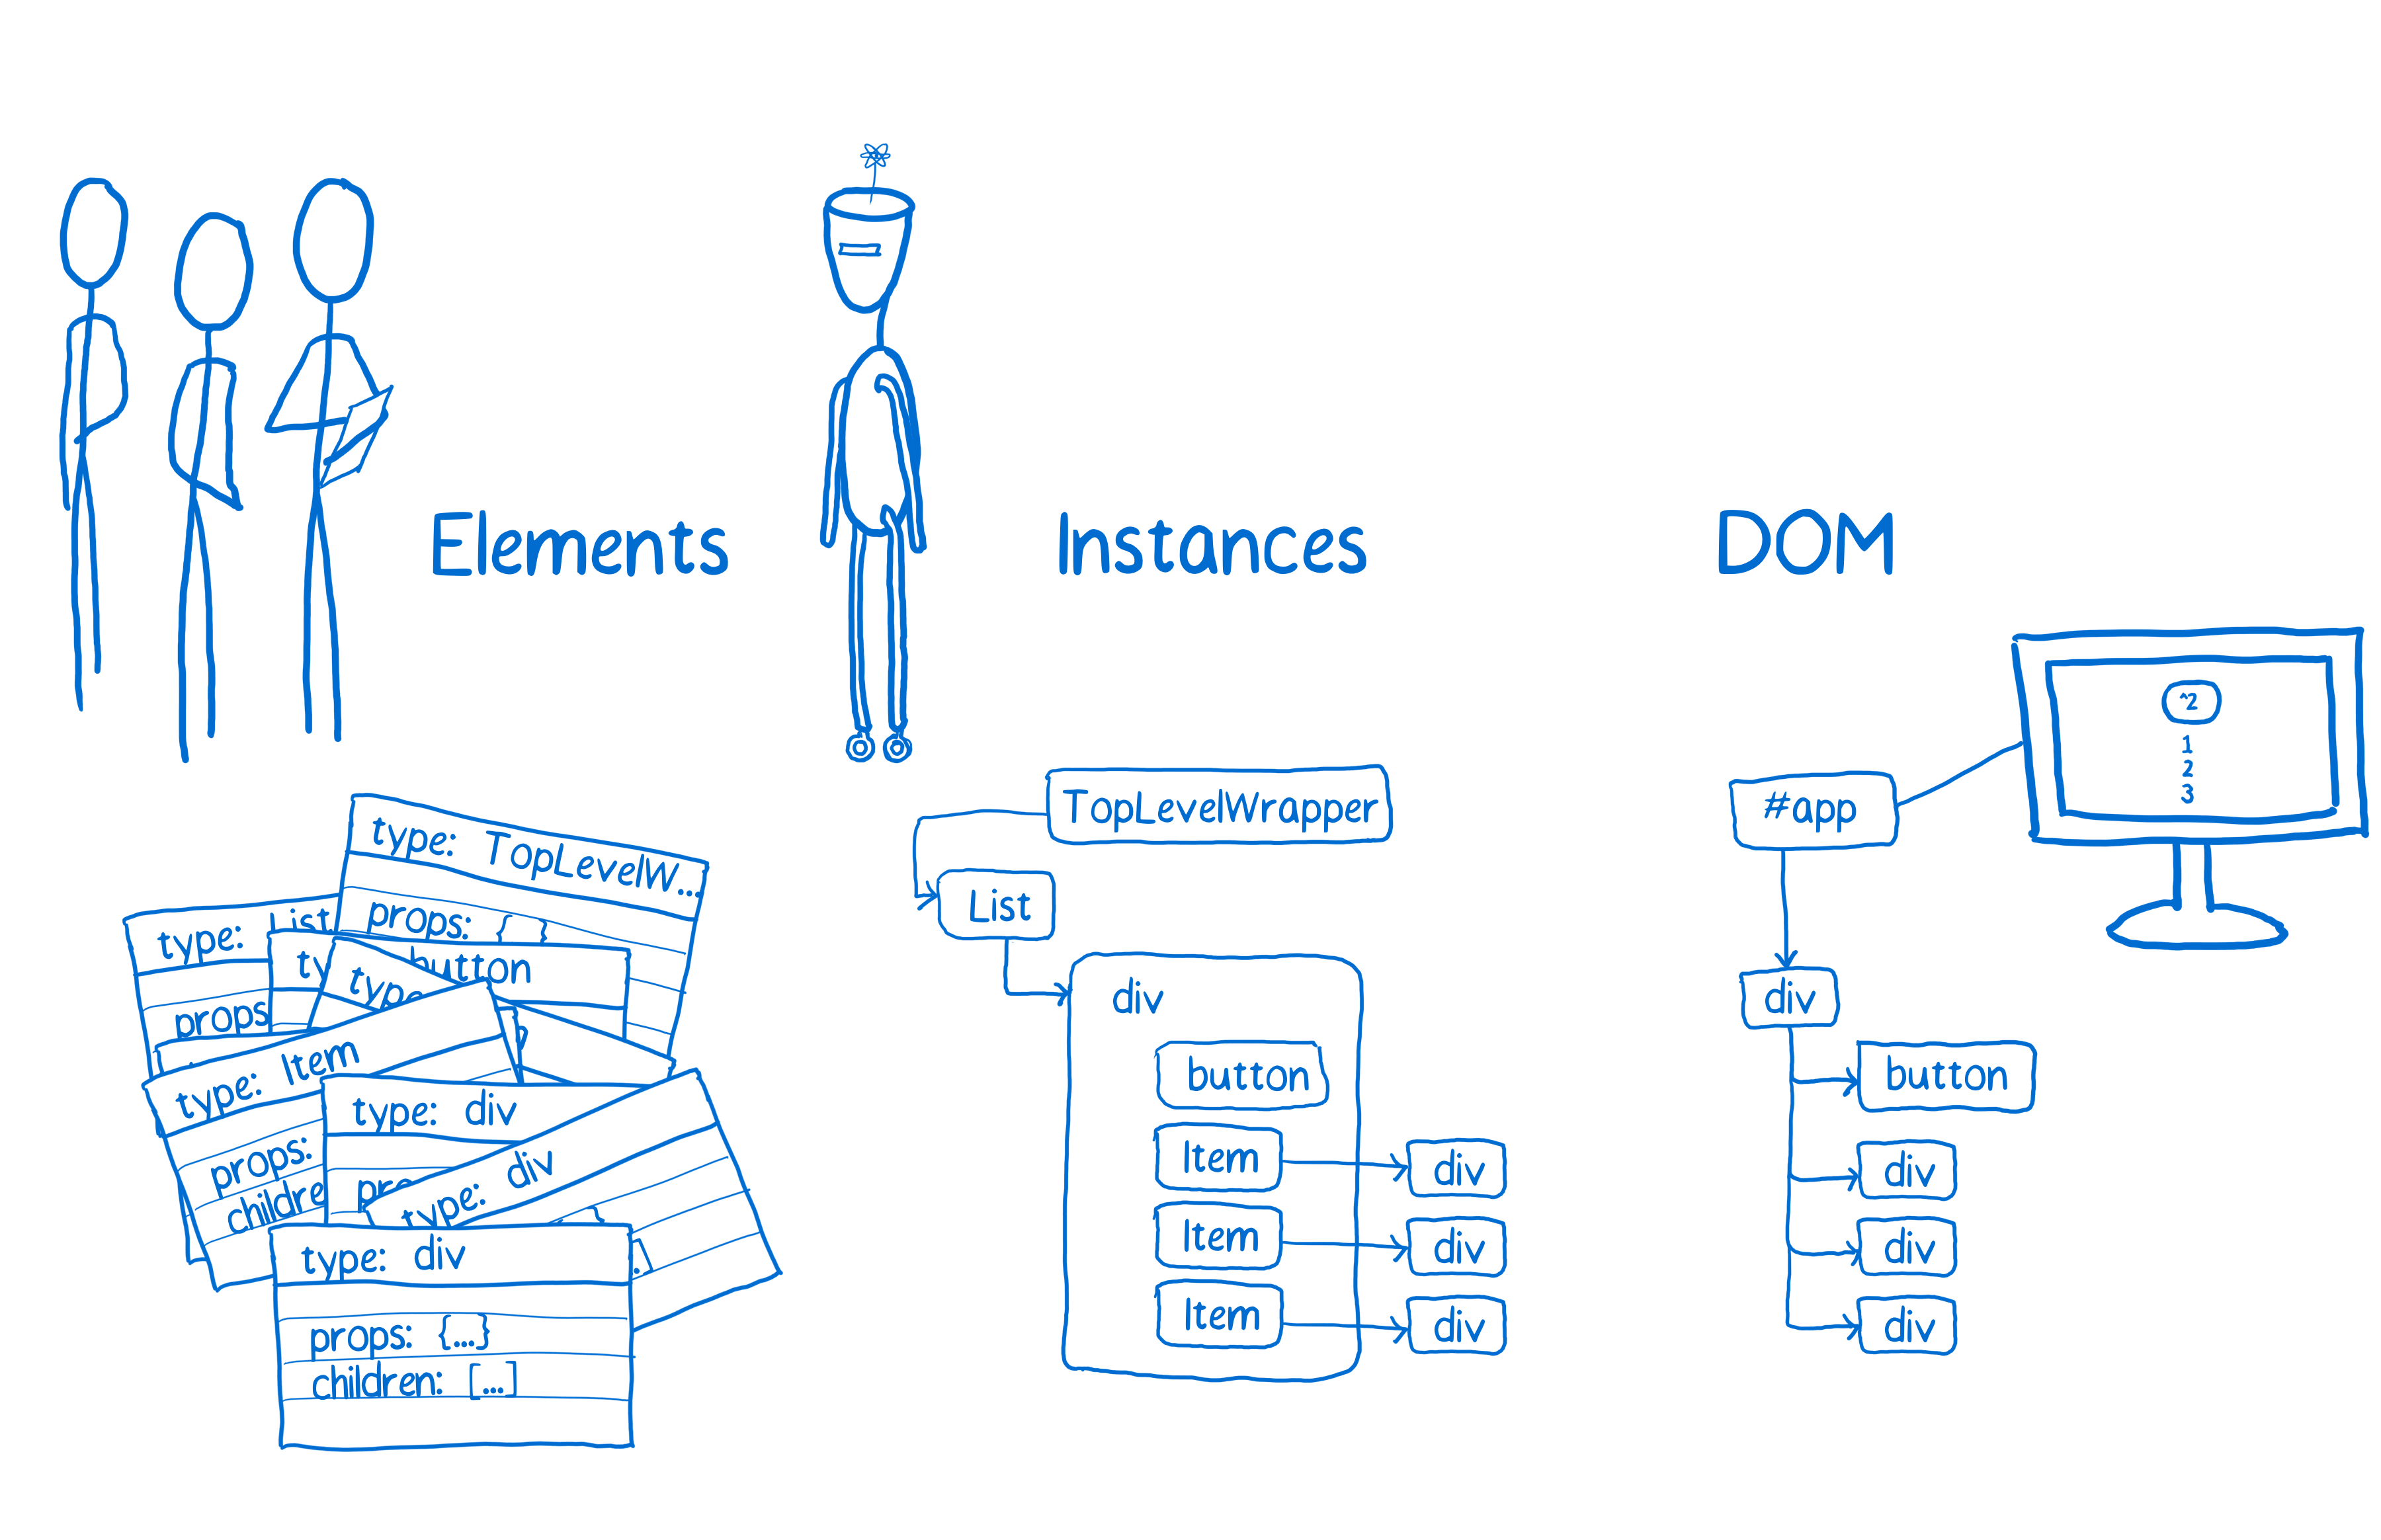 Elements
Instances
DOM
type: TopLevelW...
props: { }
type: List
props
type: button
type
type: Item
props:
childre
type: div
pro
type: div
type: div
props: {...}
children: [...]
TopLevelWrapper
List
div
button
Item
div
Item
div
Item
div
^2
1
2
3
#app
div
button
div
div
div